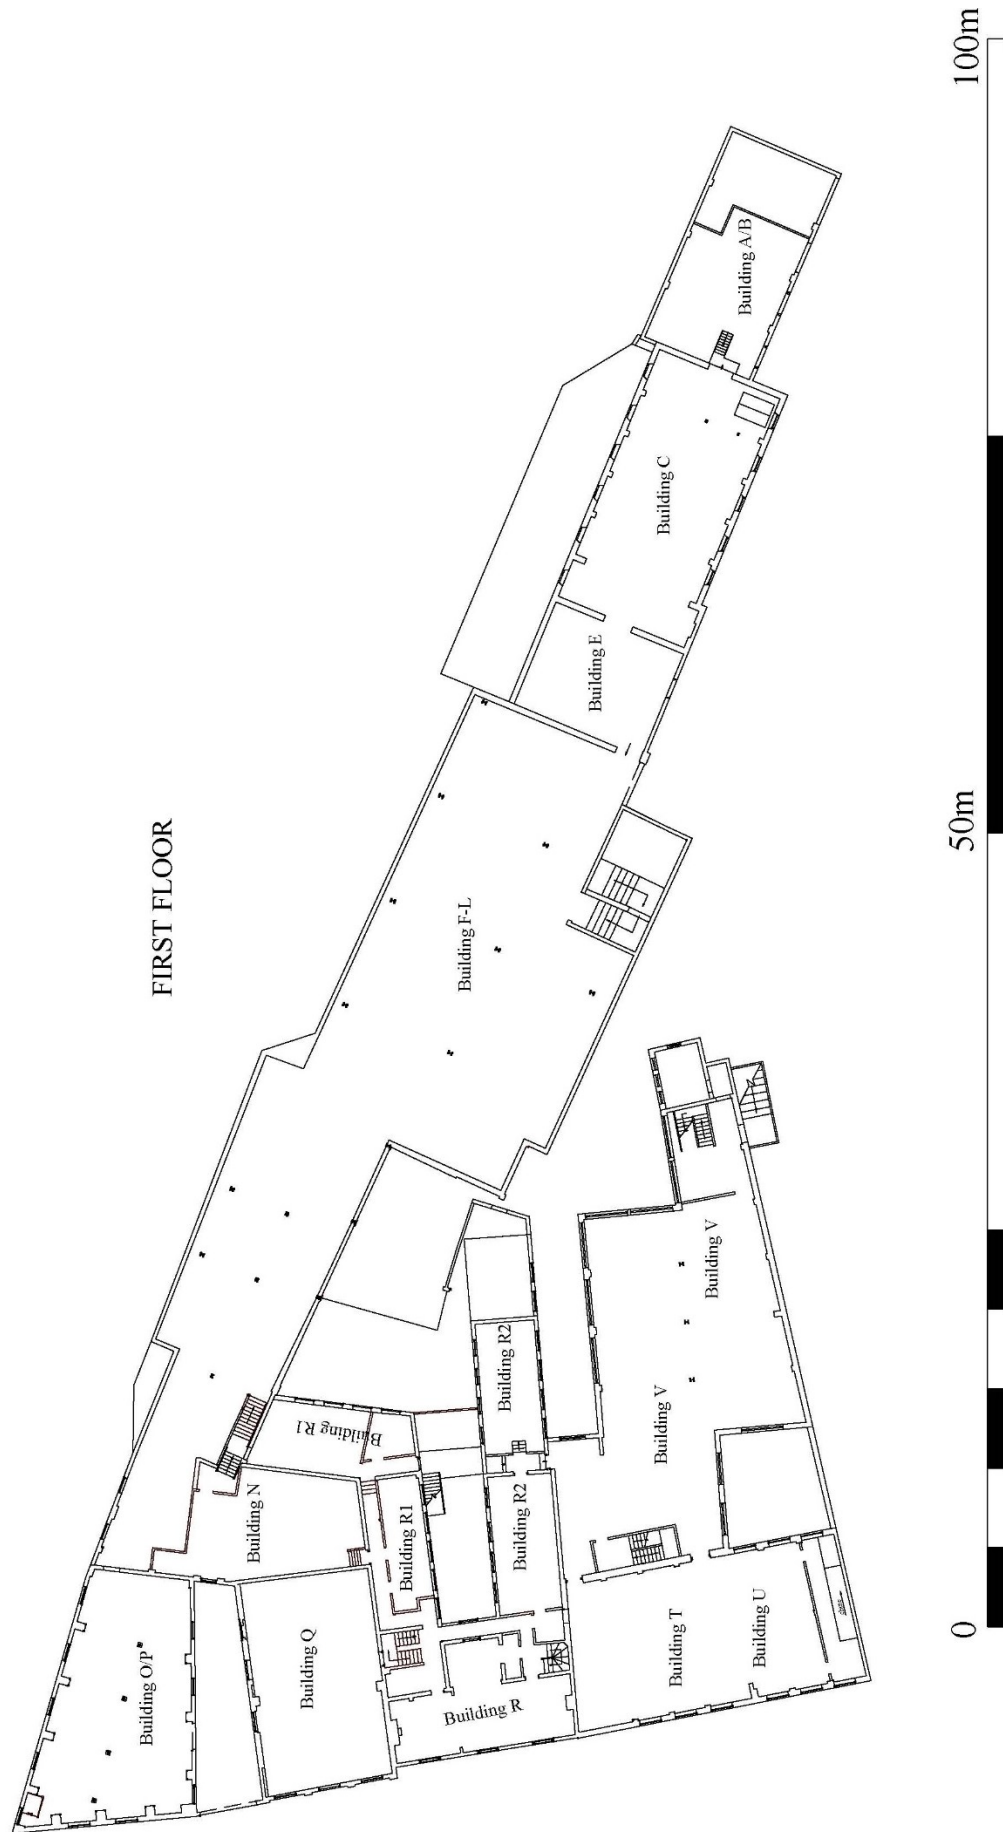 FIRST FLOOR
Building A/B
Building C
Building E
Building F-L
Building R1
Building N
Building R1
Building R2
Building R2
Building V
Building V
Building O/P
Building Q
Building R
Building T
Building U
0
50m
100m